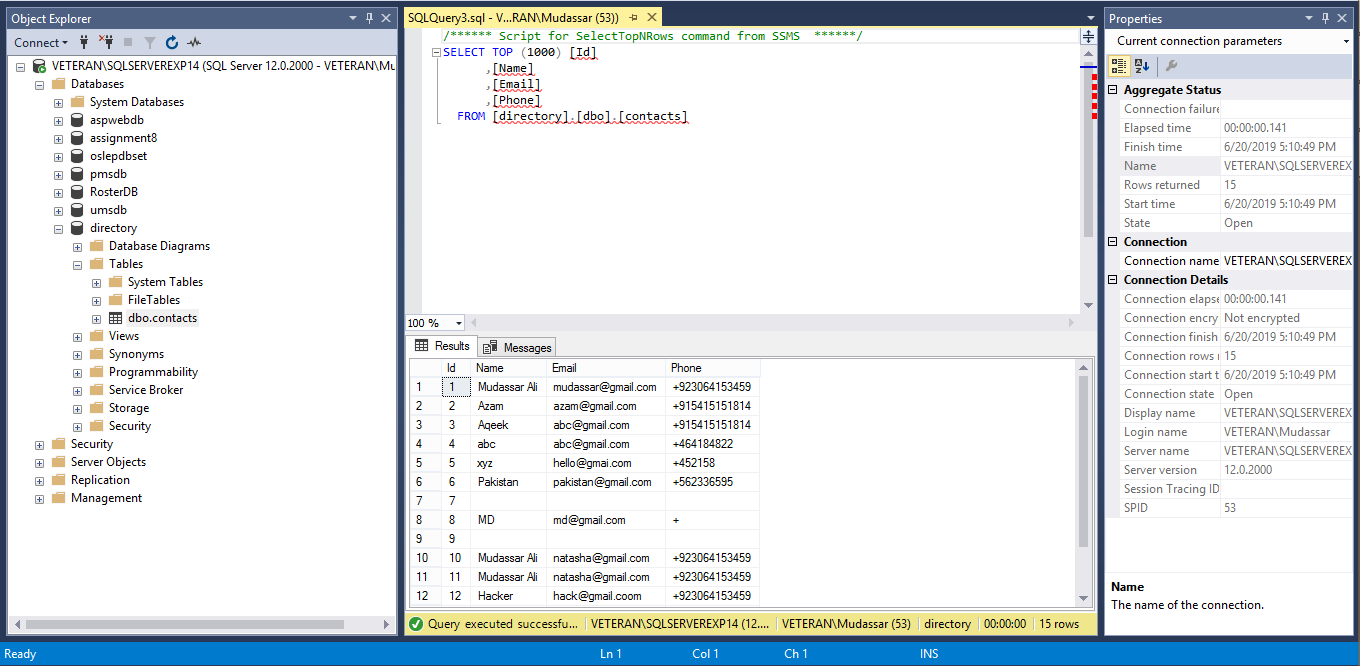 Object Explorer
Connect
VETERAN\SQLSERVEREXP14 (SQL Server 12.0.2000 - VETERAN\Mu
Databases
System Databases
aspwebdb
assignment8
oslepdbset
pmsdb
RosterDB
umsdb
directory
Database Diagrams
Tables
System Tables
FileTables
dbo.contacts
Views
Synonyms
Programmability
Service Broker
Storage
Security
Security
Server Objects
Replication
Management
SQLQuery3.sql - V...RAN\Mudassar (53))
/****** Script for SelectTopNRows command from SSMS  ******/
SELECT TOP (1000) [Id]
,[Name]
,[Email]
,[Phone]
FROM [directory].[dbo].[contacts]
100 %
Results Messages
Id Name Email Phone
1 1 Mudassar Ali mudassar@gmail.com +923064153459
2 2 Azam azam@gmail.com +915415151814
3 3 Aqeek abc@gmail.com +915415151814
4 4 abc abc@gmail.com +464184822
5 5 xyz hello@gmai.com +452158
6 6 Pakistan pakistan@gmail.com +562336595
7 7
8 8 MD md@gmail.com +
9 9
10 10 Mudassar Ali natasha@gmail.com +923064153459
11 11 Mudassar Ali natasha@gmail.com +923064153459
12 12 Hacker hack@gmail.coom +923064153459
Query executed successfu... VETERAN\SQLSERVEREXP14 (12.... VETERAN\Mudassar (53) directory 00:00:00 15 rows
Properties
Current connection parameters
Aggregate Status
Connection failure
Elapsed time 00:00:00.141
Finish time 6/20/2019 5:10:49 PM
Name VETERAN\SQLSERVEREX
Rows returned 15
Start time 6/20/2019 5:10:49 PM
State Open
Connection
Connection name VETERAN\SQLSERVEREX
Connection Details
Connection elapse 00:00:00.141
Connection encry Not encrypted
Connection finish 6/20/2019 5:10:49 PM
Connection rows r 15
Connection start t 6/20/2019 5:10:49 PM
Connection state Open
Display name VETERAN\SQLSERVEREX
Login name VETERAN\Mudassar
Server name VETERAN\SQLSERVEREX
Server version 12.0.2000
Session Tracing ID
SPID 53
Name
The name of the connection.
Ready Ln 1 Col 1 Ch 1 INS